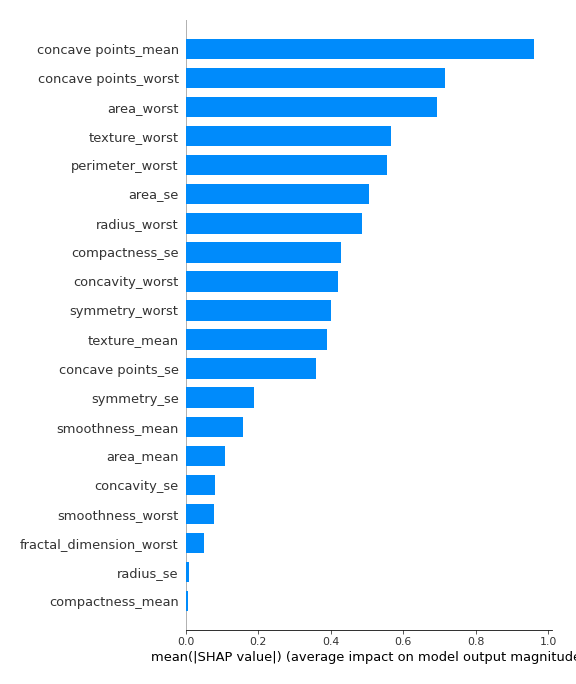 concave points_mean
concave points_worst
area_worst
texture_worst
perimeter_worst
area_se
radius_worst
compactness_se
concavity_worst
symmetry_worst
texture_mean
concave points_se
symmetry_se
smoothness_mean
area_mean
concavity_se
smoothness_worst
fractal_dimension_worst
radius_se
compactness_mean
0.0 0.2 0.4 0.6 0.8 1.0
mean(|SHAP value|) (average impact on model output magnitude